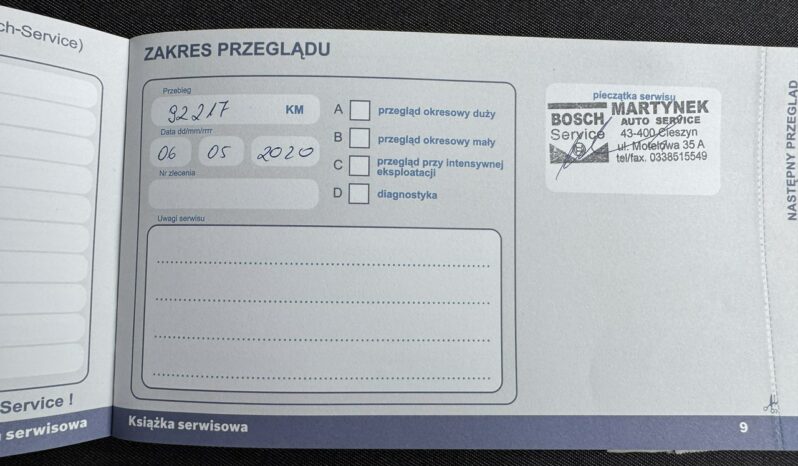 ch-Service)
Service !
serwisowa
ZAKRES PRZEGLĄDU
Przebieg
92217 KM
Data dd/mm/rrrr
06 05 2020
Nr zlecenia
A przegląd okresowy duży
B przegląd okresowy mały
C przegląd przy intensywnej
eksploatacji
D diagnostyka
Uwagi serwisu
pieczątka serwisu
BOSCH
Service
MARTYNEK
AUTO SERVICE
43-400 Cieszyn
ul. Motelowa 35 A
tel/fax. 0338515549
NASTĘPNY PRZEGLĄD
Książka serwisowa
9